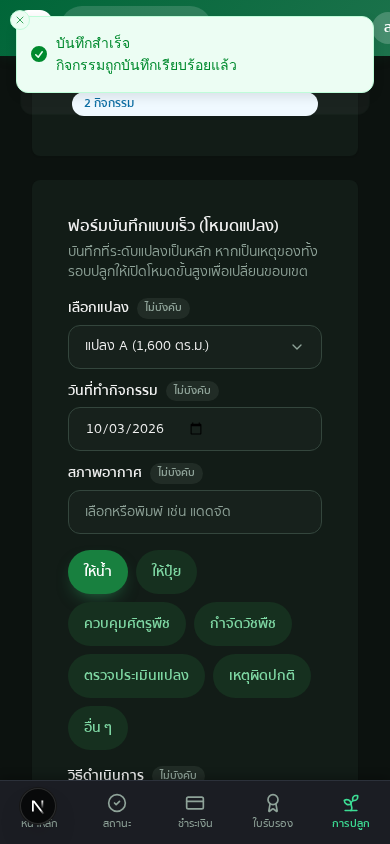 บันทึกสำเร็จ
กิจกรรมถูกบันทึกเรียบร้อยแล้ว
2 กิจกรรม
ฟอร์มบันทึกแบบเร็ว (โหมดแปลง)
บันทึกที่ระดับแปลงเป็นหลัก หากเป็นเหตุของทั้ง
รอบปลูกให้เปิดโหมดขั้นสูงเพื่อเปลี่ยนขอบเขต
เลือกแปลง ไม่บังคับ
แปลง A (1,600 ตร.ม.)
วันที่ทำกิจกรรม ไม่บังคับ
10/03/2026
สภาพอากาศ ไม่บังคับ
เลือกหรือพิมพ์ เช่น แดดจัด
ให้น้ำ ให้ปุ๋ย
ควบคุมศัตรูพืช กำจัดวัชพืช
ตรวจประเมินแปลง เหตุผิดปกติ
อื่น ๆ
วิธีดำเนินการ ไม่บังคับ
N
สถานะ ชำระเงิน ใบรับรอง การปลูก